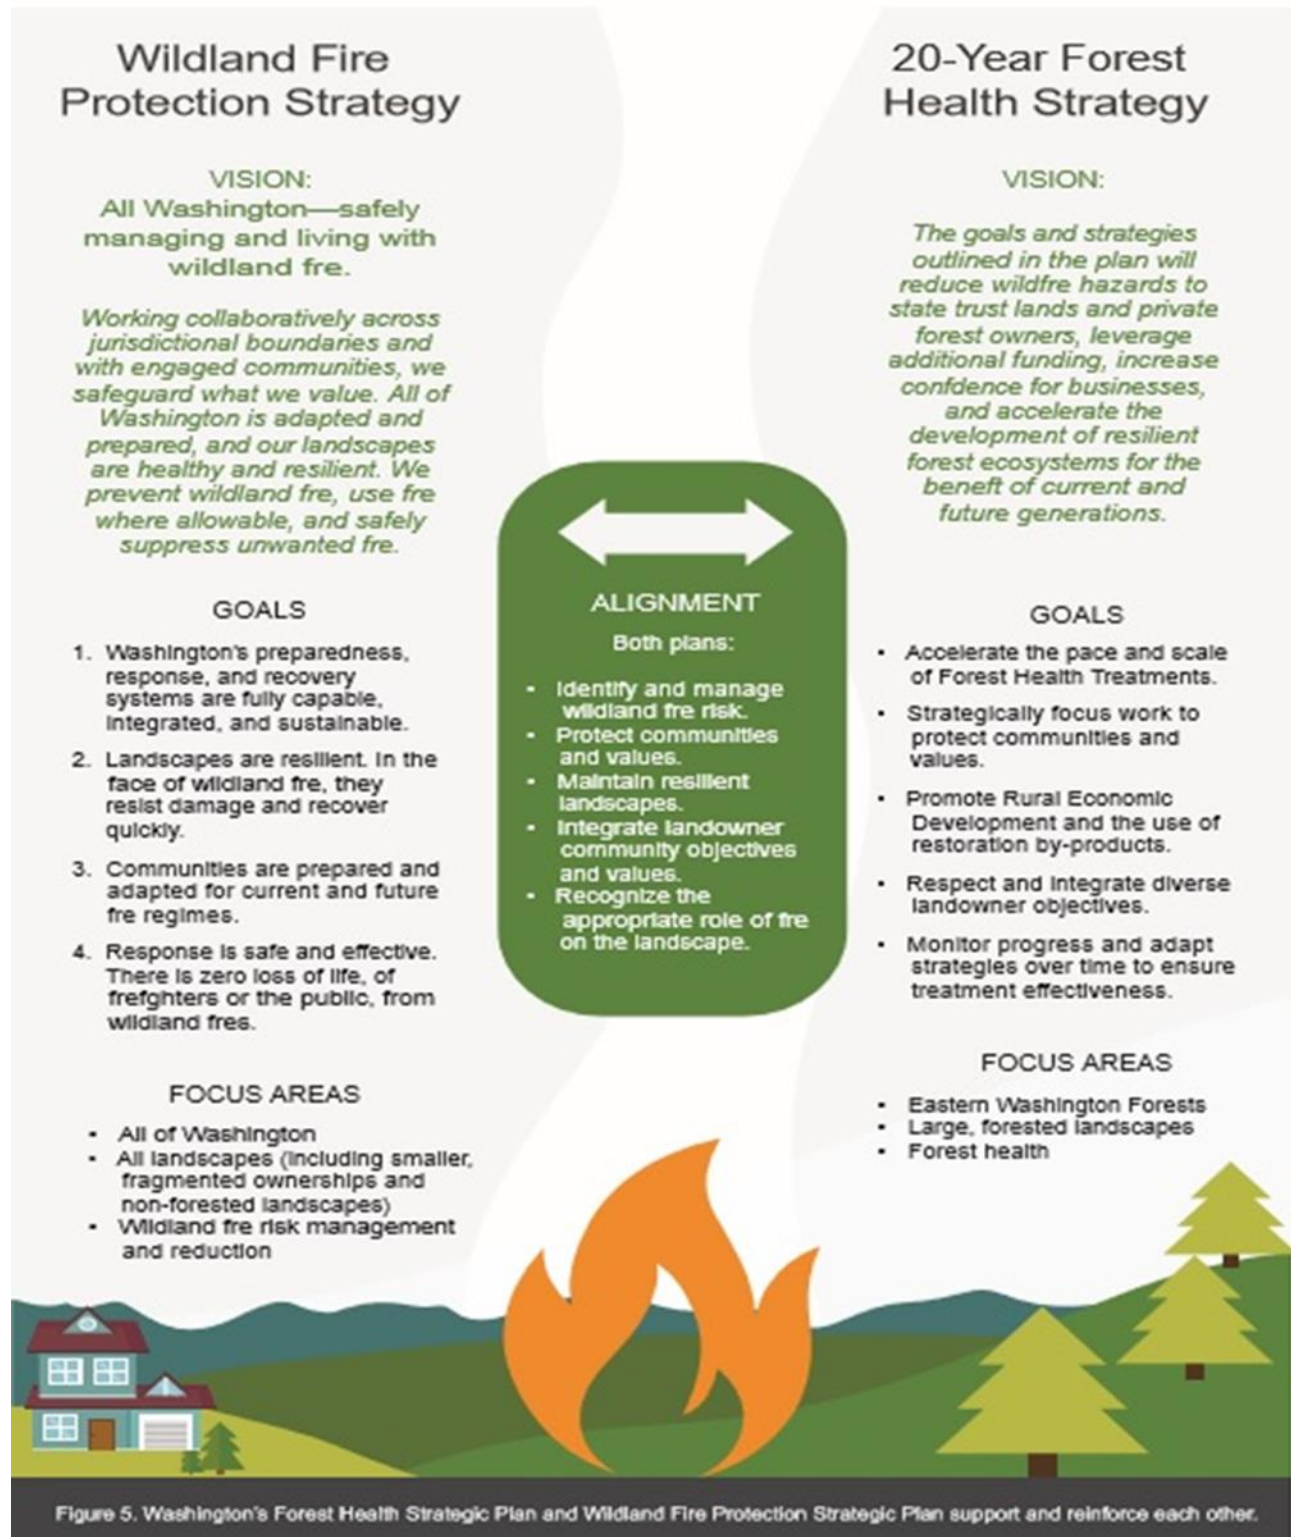 Wildland Fire
Protection Strategy
VISION:
All Washington—safely
managing and living with
wildland fre.
Working collaboratively across
jurisdictional boundaries and
with engaged communities, we
safeguard what we value. All of
Washington is adapted and
prepared, and our landscapes
are healthy and resilient. We
prevent wildland fre, use fre
where allowable, and safely
suppress unwanted fre.
GOALS
1. Washington's preparedness,
response, and recovery
systems are fully capable,
integrated, and sustainable.
2. Landscapes are resilient. In the
face of wildland fre, they
resist damage and recover
quickly.
3. Communities are prepared and
adapted for current and future
fre regimes.
4. Response is safe and effective.
There is zero loss of life, of
frefghters or the public, from
wildland fres.
FOCUS AREAS
• All of Washington
• All landscapes (including smaller,
fragmented ownerships and
non-forested landscapes)
• Wildland fre risk management
and reduction
ALIGNMENT
Both plans:
• Identify and manage
wildland fre risk.
• Protect communities
and values.
• Maintain resilient
landscapes.
• Integrate landowner
community objectives
and values.
• Recognize the
appropriate role of fre
on the landscape.
20-Year Forest
Health Strategy
VISION:
The goals and strategies
outlined in the plan will
reduce wildfre hazards to
state trust lands and private
forest owners, leverage
additional funding, increase
confdence for businesses,
and accelerate the
development of resilient
forest ecosystems for the
beneft of current and
future generations.
GOALS
• Accelerate the pace and scale
of Forest Health Treatments.
• Strategically focus work to
protect communities and
values.
• Promote Rural Economic
Development and the use of
restoration by-products.
• Respect and integrate diverse
landowner objectives.
• Monitor progress and adapt
strategies over time to ensure
treatment effectiveness.
FOCUS AREAS
• Eastern Washington Forests
• Large, forested landscapes
• Forest health
Figure 5. Washington's Forest Health Strategic Plan and Wildland Fire Protection Strategic Plan support and reinforce each other.